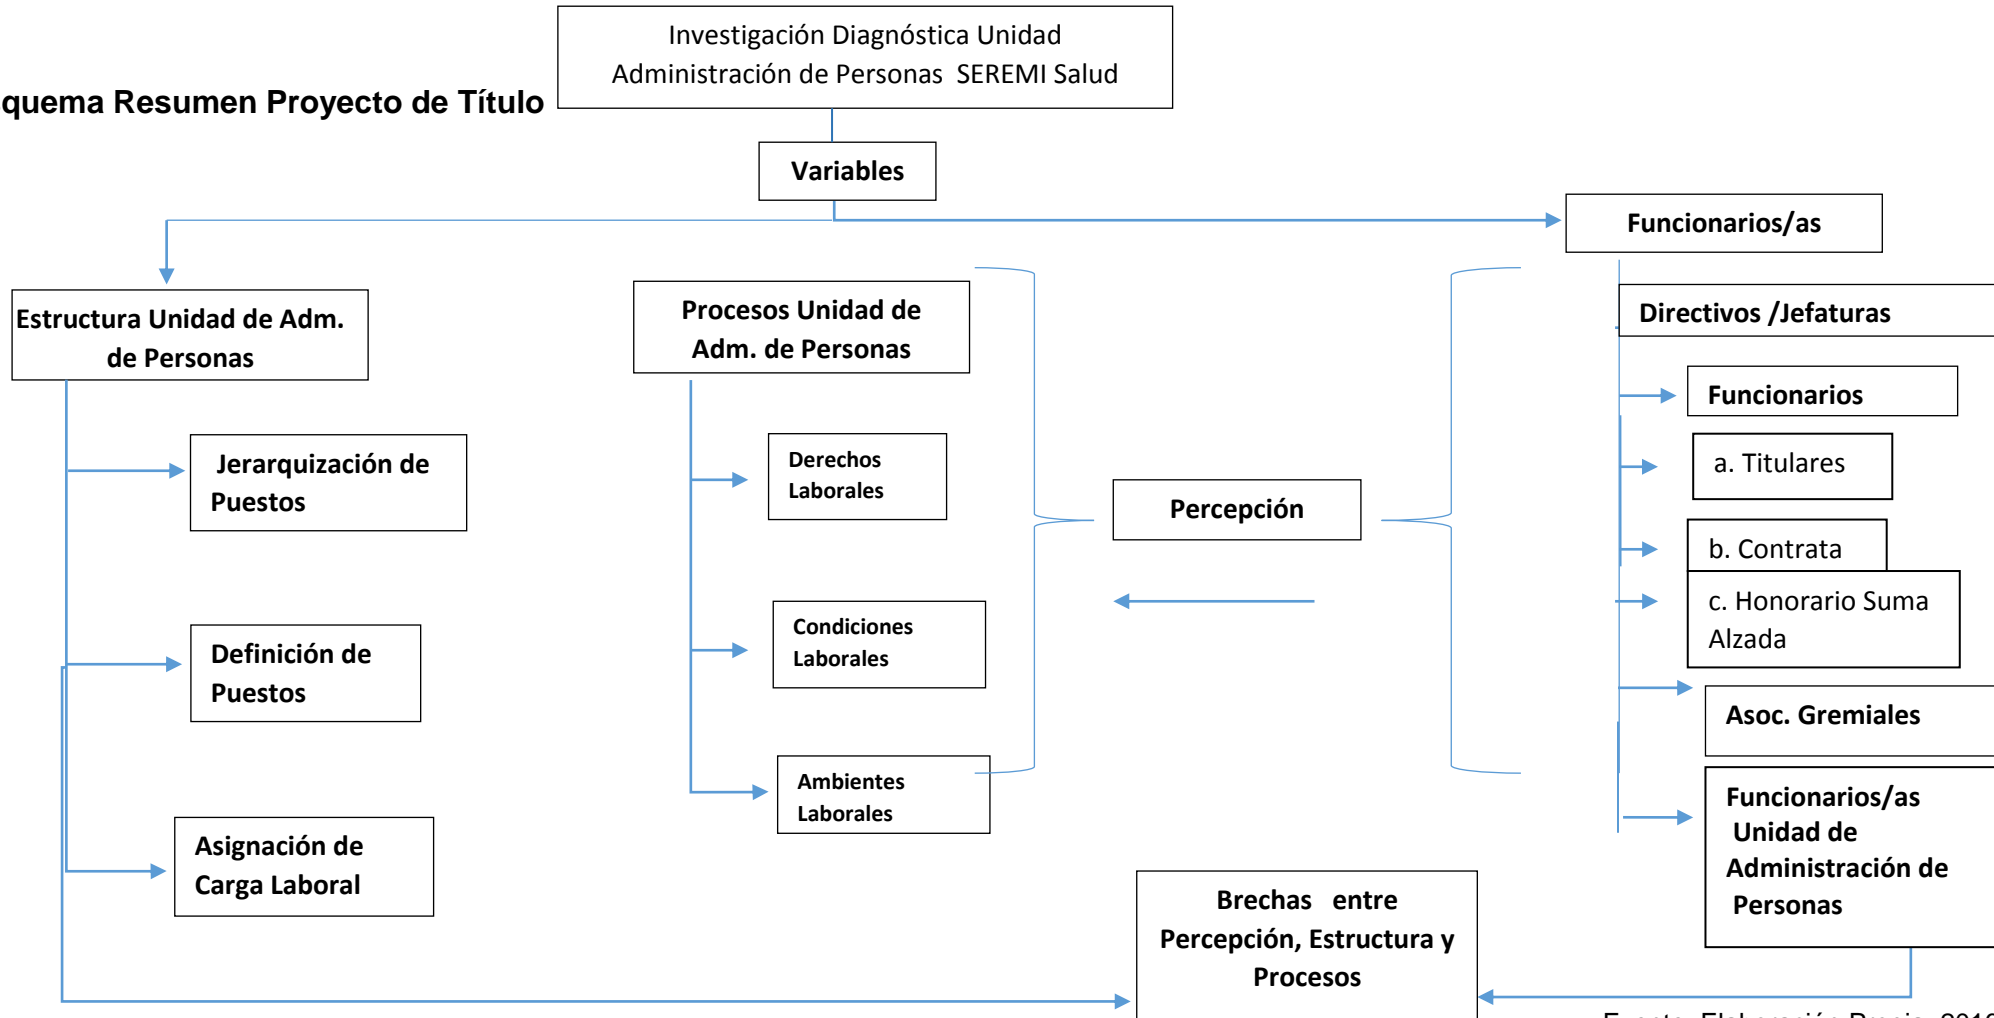 Investigación Diagnóstica Unidad
Administración de Personas  SEREMI Salud
quema Resumen Proyecto de Título
Variables
Funcionarios/as
Estructura Unidad de Adm.
de Personas
Procesos Unidad de
Adm. de Personas
Directivos /Jefaturas
Funcionarios
Jerarquización de
Puestos
Derechos
Laborales
a. Titulares
Percepción
b. Contrata
c. Honorario Suma
Alzada
Definición de
Puestos
Condiciones
Laborales
Asoc. Gremiales
Ambientes
Laborales
Funcionarios/as
Unidad de
Administración de
Personas
Asignación de
Carga Laboral
Brechas   entre
Percepción, Estructura y
Procesos